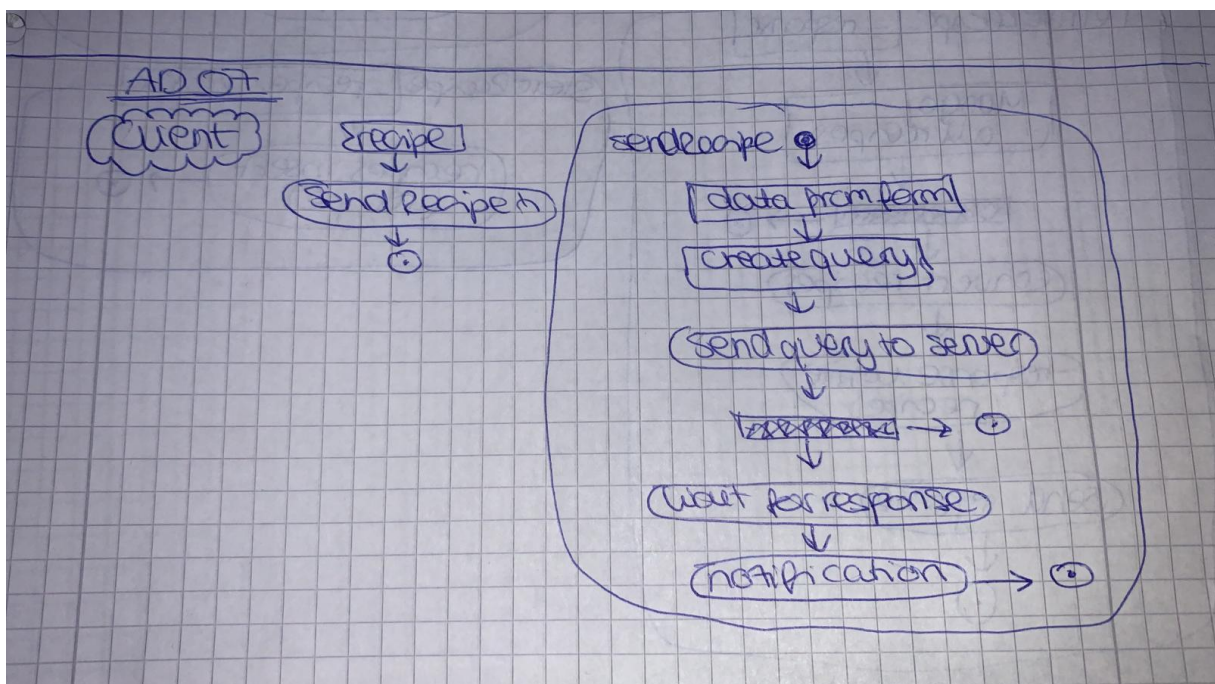 AD 07
Client
recipe
sendRecipe
send Recipe
data from form
create query
send query to server
wait for response
notification